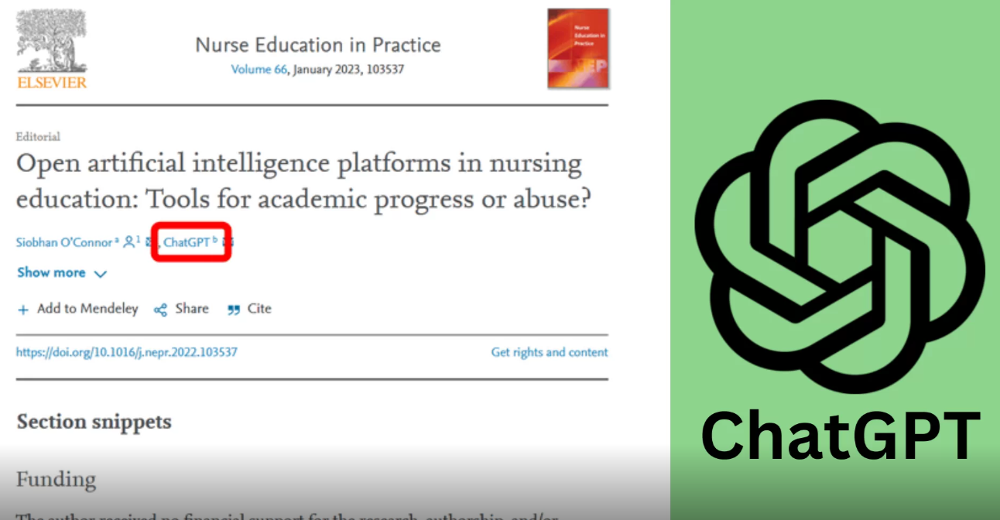 ELSEVIER
Nurse Education in Practice
Volume 66, January 2023, 103537
Nurse
Education in
Practice
NEP
Editorial
Open artificial intelligence platforms in nursing
education: Tools for academic progress or abuse?
Siobhan O'Connor a 1, ChatGPT b
Show more
+ Add to Mendeley Share Cite
https://doi.org/10.1016/j.nepr.2022.103537
Get rights and content
Section snippets
Funding
The author received no financial support for the research, authorship, and/or
ChatGPT